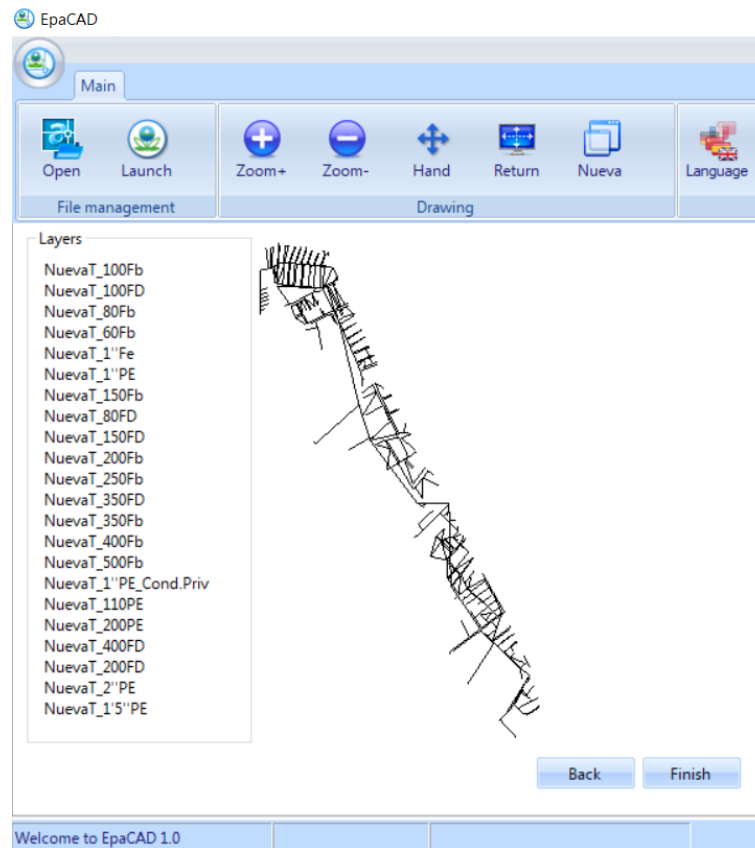 EpaCAD
Main
Open Launch Zoom+ Zoom- Hand Return Nueva Language
File management Drawing
Layers
NuevaT_100Fb
NuevaT_100FD
NuevaT_80Fb
NuevaT_60Fb
NuevaT_1''Fe
NuevaT_1''PE
NuevaT_150Fb
NuevaT_80FD
NuevaT_150FD
NuevaT_200Fb
NuevaT_250Fb
NuevaT_350FD
NuevaT_350Fb
NuevaT_400Fb
NuevaT_500Fb
NuevaT_1''PE_Cond.Priv
NuevaT_110PE
NuevaT_200PE
NuevaT_400FD
NuevaT_200FD
NuevaT_2''PE
NuevaT_1'5''PE
Back Finish
Welcome to EpaCAD 1.0